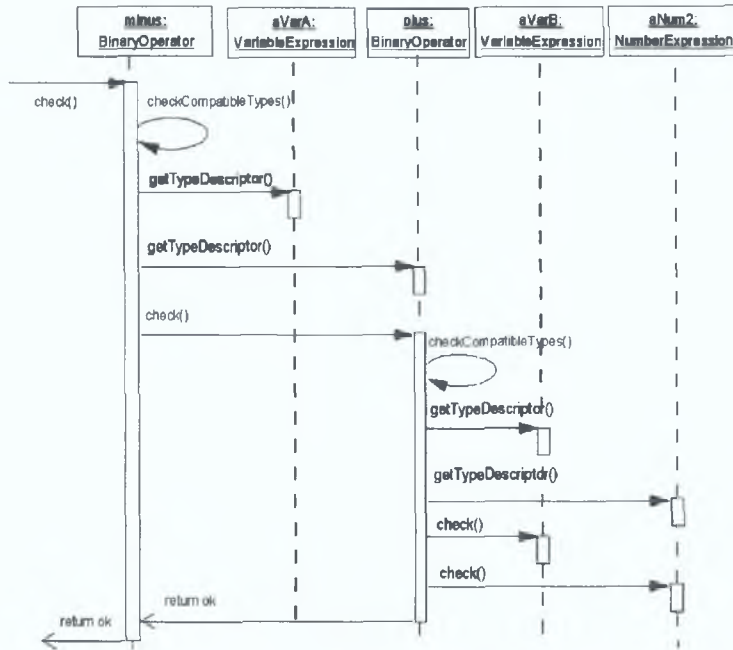 minus:
BinaryOperator
aVarA:
VariableExpression
plus:
BinaryOperator
aVarB:
VariableExpression
aNum2:
NumberExpression
check()
checkCompatibleTypes()
getTypeDescriptor()
getTypeDescriptor()
check()
checkCompatibleTypes()
getTypeDescriptor()
getTypeDescriptor()
check()
check()
return ok
return ok